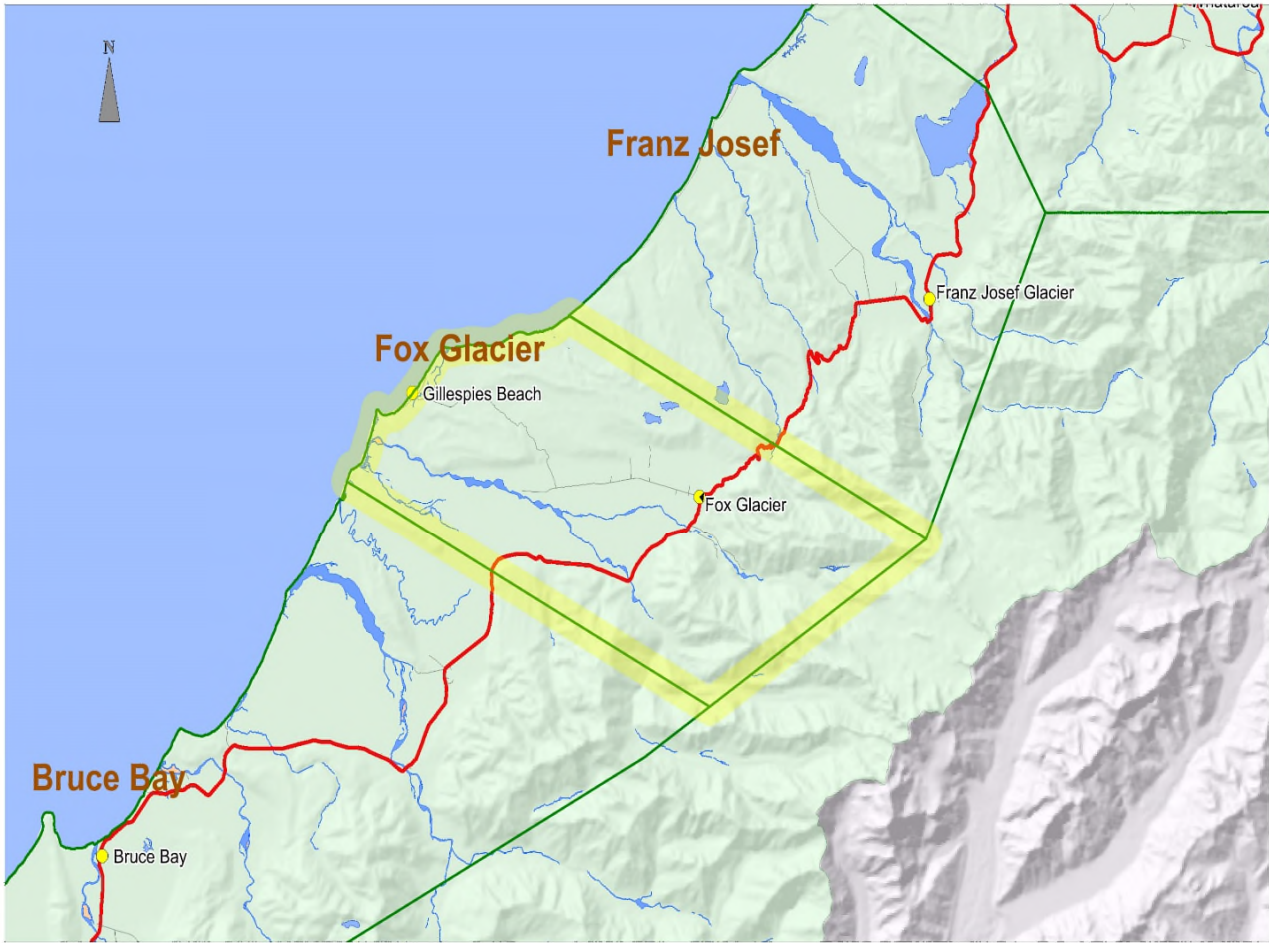 N
Franz Josef
Franz Josef Glacier
Fox Glacier
Gillespies Beach
Fox Glacier
Bruce Bay
Bruce Bay